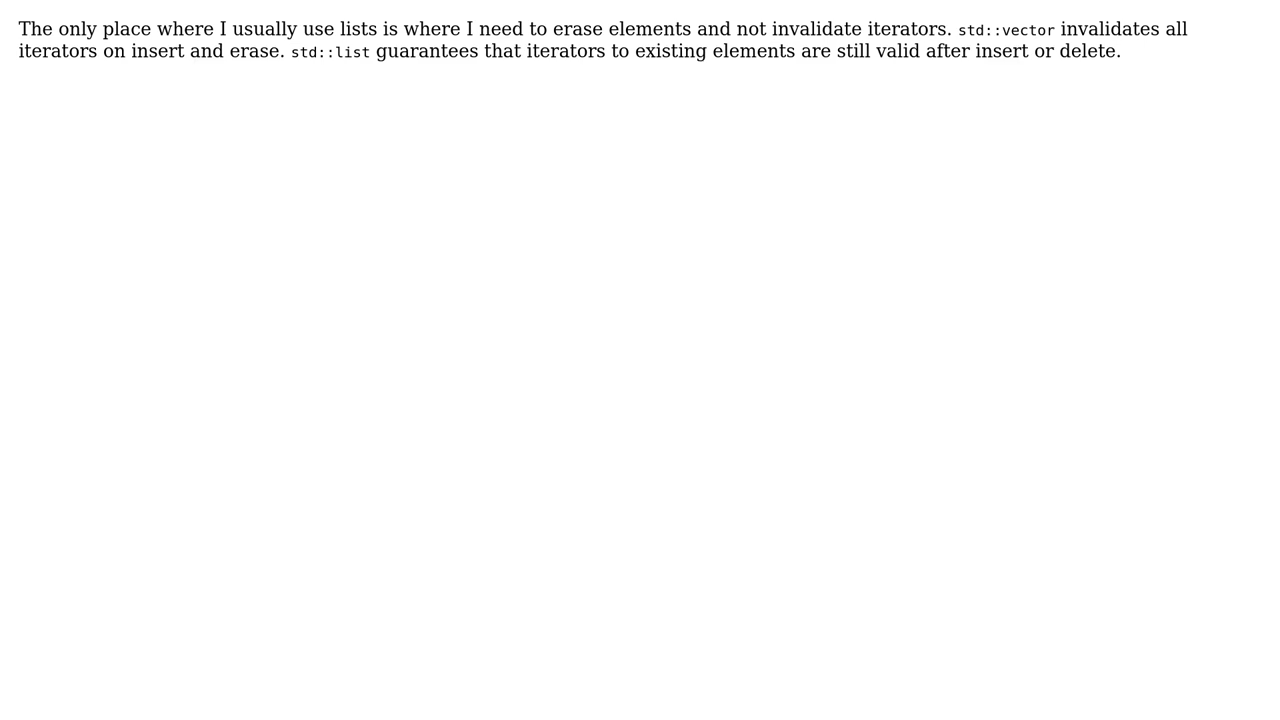 The only place where I usually use lists is where I need to erase elements and not invalidate iterators. std::vector invalidates all
iterators on insert and erase. std::list guarantees that iterators to existing elements are still valid after insert or delete.